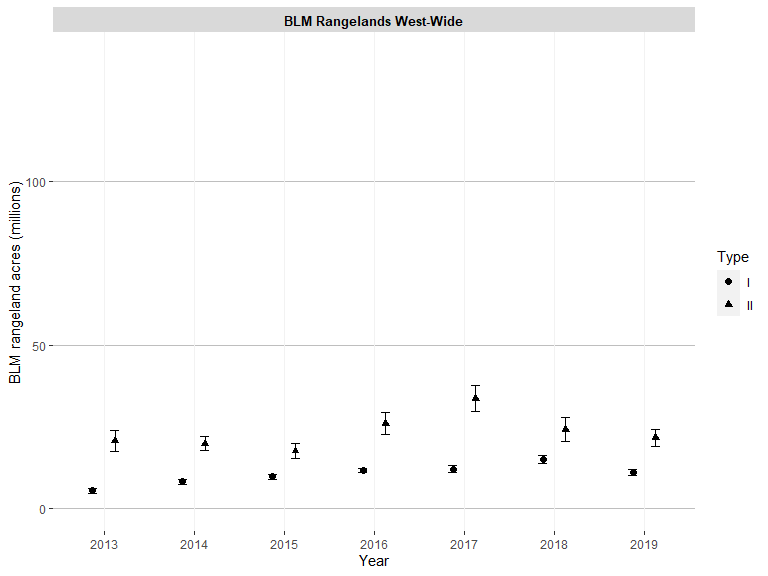 BLM Rangelands West-Wide
BLM rangeland acres (millions)
100
50
0
2013 2014 2015 2016 2017 2018 2019
Year
Type
I
II